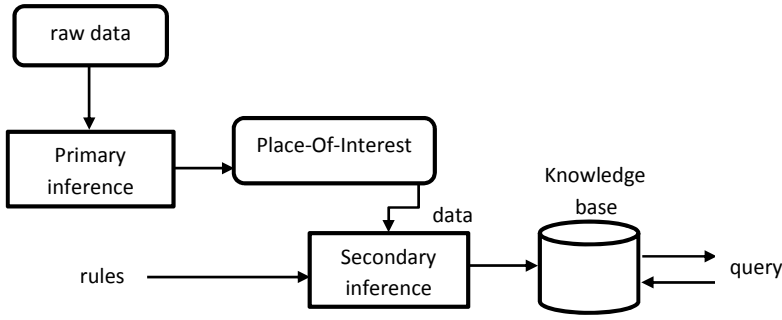 raw data
Primary
inference
Place-Of-Interest
Knowledge
base
data
Secondary
inference
rules
query